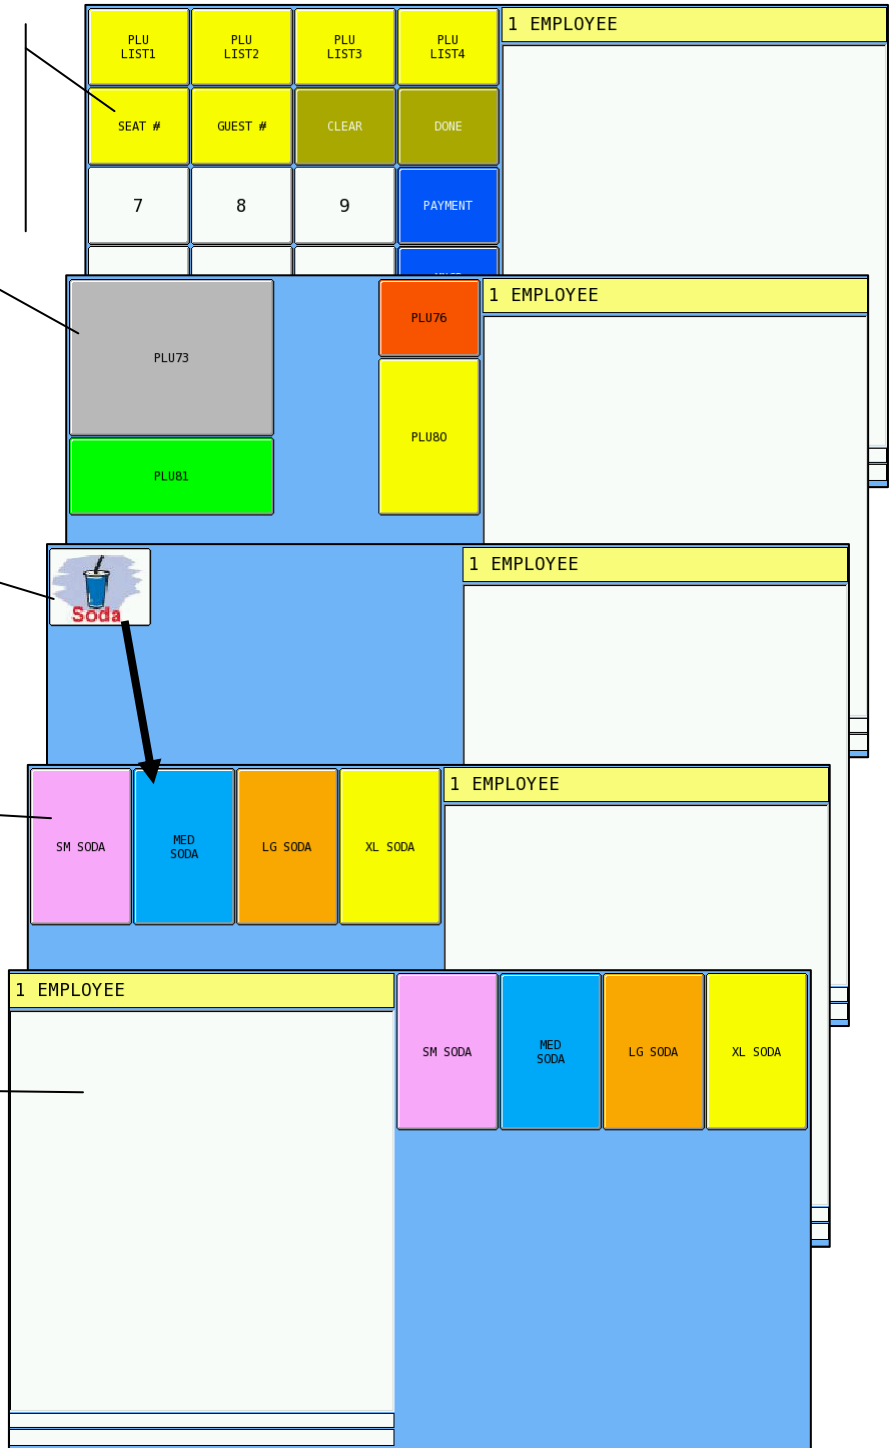 PLU
LIST1
PLU
LIST2
PLU
LIST3
PLU
LIST4
1 EMPLOYEE
SEAT #
GUEST #
CLEAR
DONE
7
8
9
PAYMENT
1 EMPLOYEE
PLU73
PLU76
PLU80
PLU81
1 EMPLOYEE
Soda
1 EMPLOYEE
SM SODA
MED
SODA
LG SODA
XL SODA
1 EMPLOYEE
SM SODA
MED
SODA
LG SODA
XL SODA